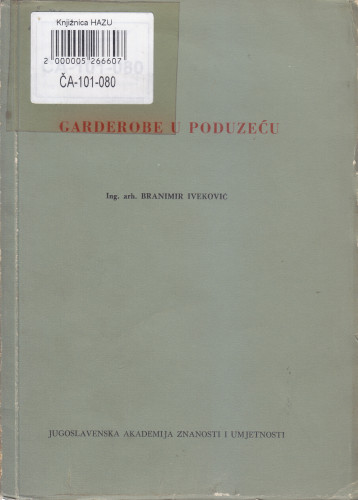 Knjižnica HAZU
2 000005 266607
ČA-101-080
GARDEROBE U PODUZEĆU
Ing. arh. BRANIMIR IVEKOVIĆ
JUGOSLAVENSKA AKADEMIJA ZNANOSTI I UMJETNOSTI